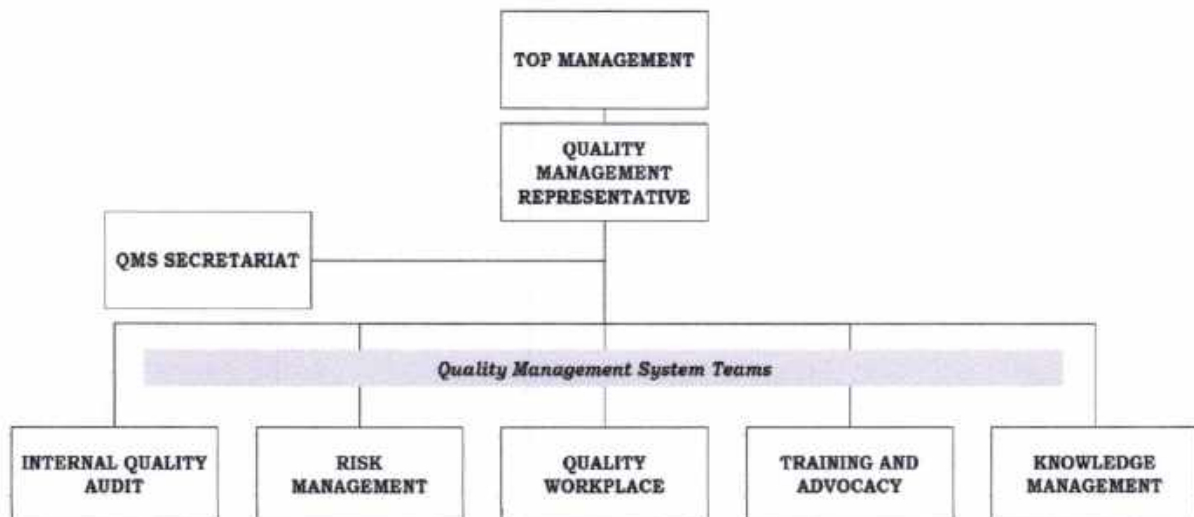 TOP MANAGEMENT
QUALITY
MANAGEMENT
REPRESENTATIVE
QMS SECRETARIAT
Quality Management System Teams
INTERNAL QUALITY
AUDIT
RISK
MANAGEMENT
QUALITY
WORKPLACE
TRAINING AND
ADVOCACY
KNOWLEDGE
MANAGEMENT